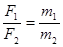 F₁/F₂ = m₁/m₂